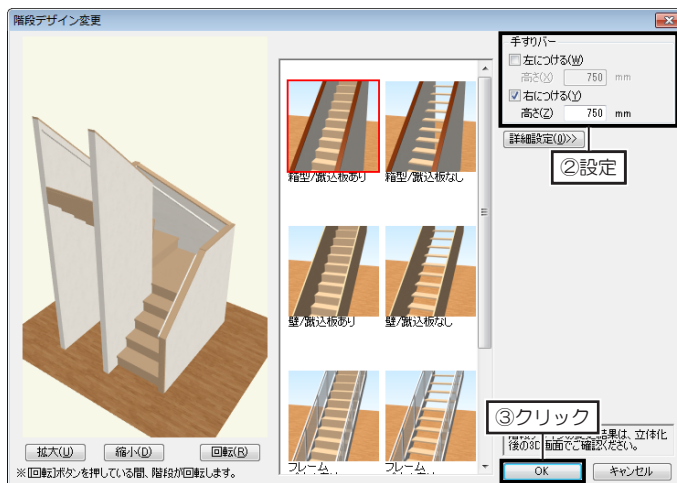 階段デザイン変更
手すりバー
左につける(W)
高さ(X) 750 mm
右につける(Y)
高さ(Z) 750 mm
詳細設定(O)>>
②設定
箱型/蹴込板あり
箱型/蹴込板なし
壁/蹴込板あり
壁/蹴込板なし
フレーム
フレーム
③クリック
後の3D画面でご確認ください。
拡大(U)
縮小(D)
回転(R)
OK
キャンセル
※[回転]ボタンを押している間、階段が回転します。